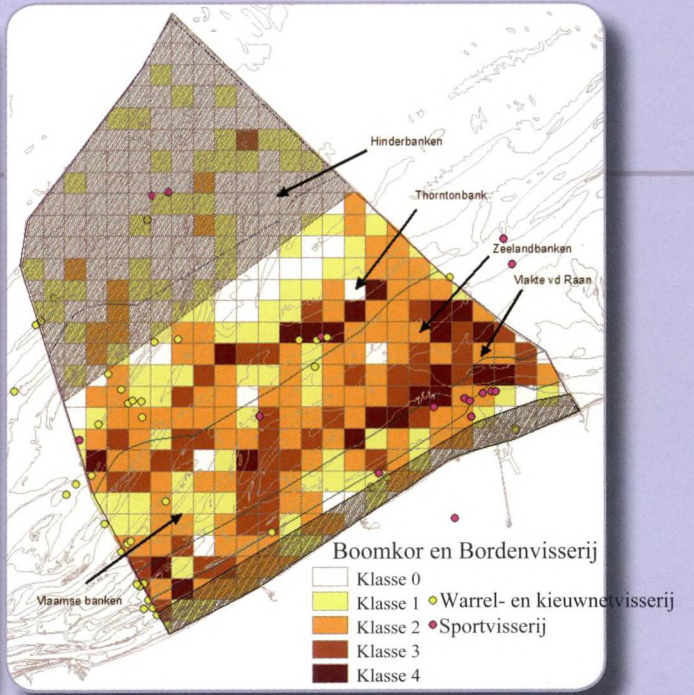 Hinderbanken
Thorntonbank
Zeelandbanken
Vlakte vd Raan
Vlaamse banken
Boomkor en Bordenvisserij
Klasse 0
Klasse 1
Klasse 2
Klasse 3
Klasse 4
Warrel- en kieuwnetvisserij
Sportvisserij